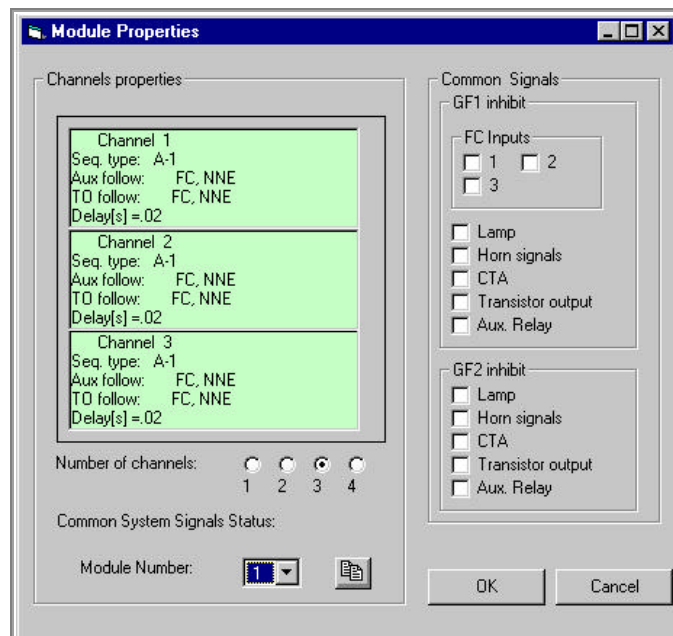 Module Properties
Channels properties
Channel 1
Seq. type: A-1
Aux follow: FC, NNE
TO follow: FC, NNE
Delay[s] =.02
Channel 2
Seq. type: A-1
Aux follow: FC, NNE
TO follow: FC, NNE
Delay[s] =.02
Channel 3
Seq. type: A-1
Aux follow: FC, NNE
TO follow: FC, NNE
Delay[s] =.02
Number of channels:
1 2 3 4
Common System Signals Status:
Module Number: 1
Common Signals
GF1 inhibit
FC Inputs
1 2
3
Lamp
Horn signals
CTA
Transistor output
Aux. Relay
GF2 inhibit
Lamp
Horn signals
CTA
Transistor output
Aux. Relay
OK Cancel